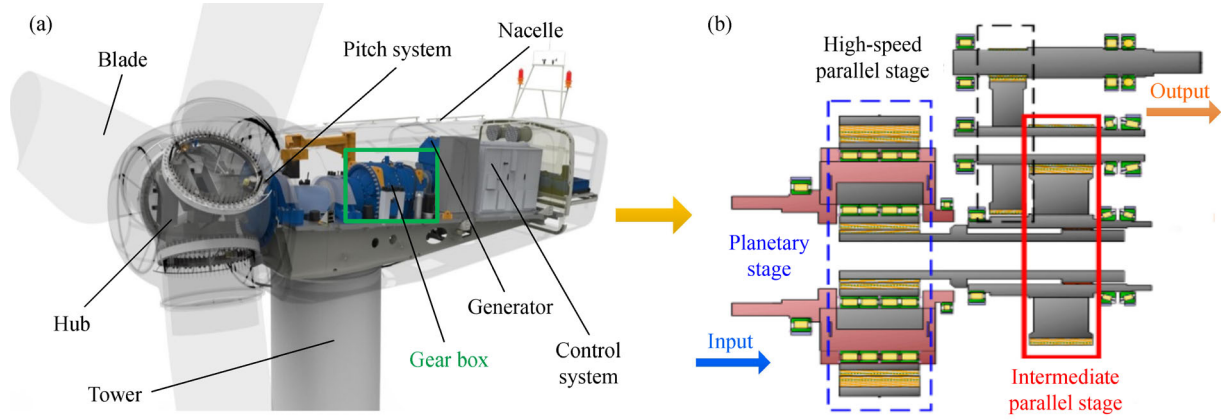 (a)
Nacelle
Pitch system
Blade
Hub
Tower
Gear box
Generator
Control
system
(b)
High-speed
parallel stage
Output
Planetary
stage
Input
Intermediate
parallel stage